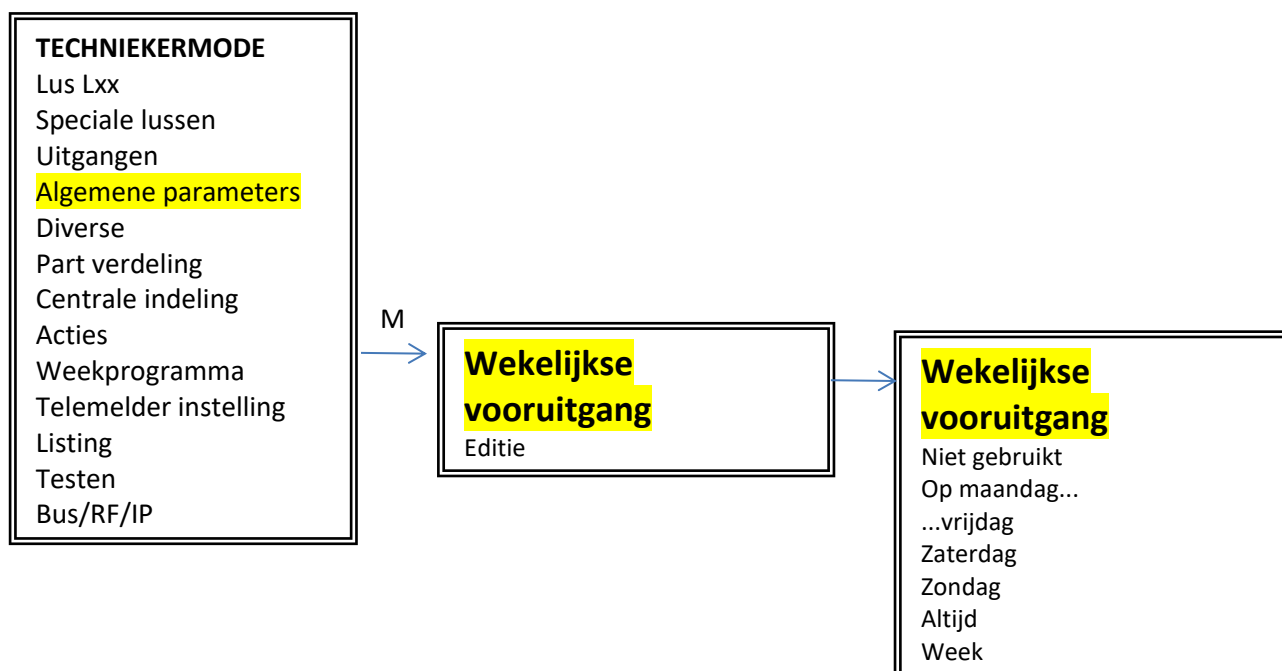 TECHNIEKERMODE
Lus Lxx
Speciale lussen
Uitgangen
Algemene parameters
Diverse
Part verdeling
Centrale indeling
Acties
Weekprogramma
Telemelder instelling
Listing
Testen
Bus/RF/IP
M
Wekelijkse
vooruitgang
Editie
Wekelijkse
vooruitgang
Niet gebruikt
Op maandag...
...vrijdag
Zaterdag
Zondag
Altijd
Week